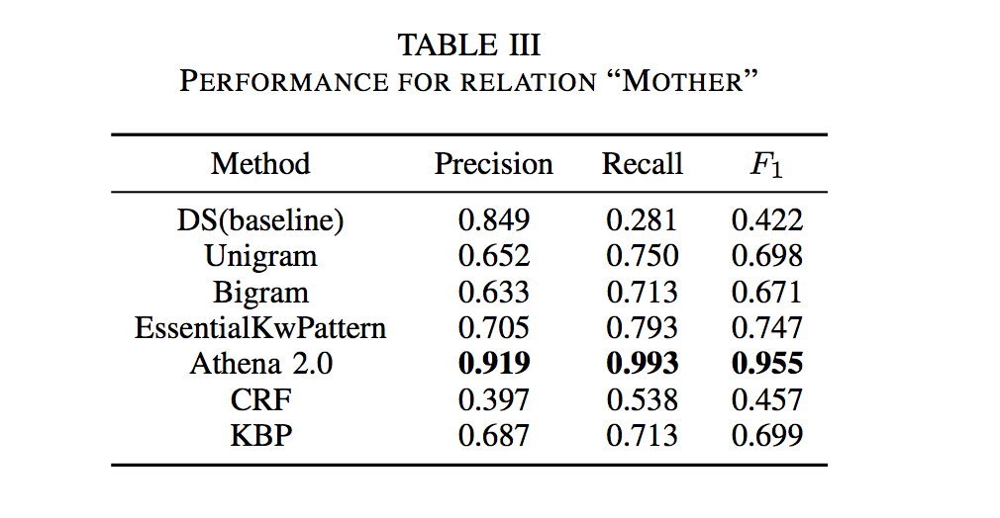 TABLE III
PERFORMANCE FOR RELATION “MOTHER”
Method Precision Recall F1
DS(baseline) 0.849 0.281 0.422
Unigram 0.652 0.750 0.698
Bigram 0.633 0.713 0.671
EssentialKwPattern 0.705 0.793 0.747
Athena 2.0 0.919 0.993 0.955
CRF 0.397 0.538 0.457
KBP 0.687 0.713 0.699